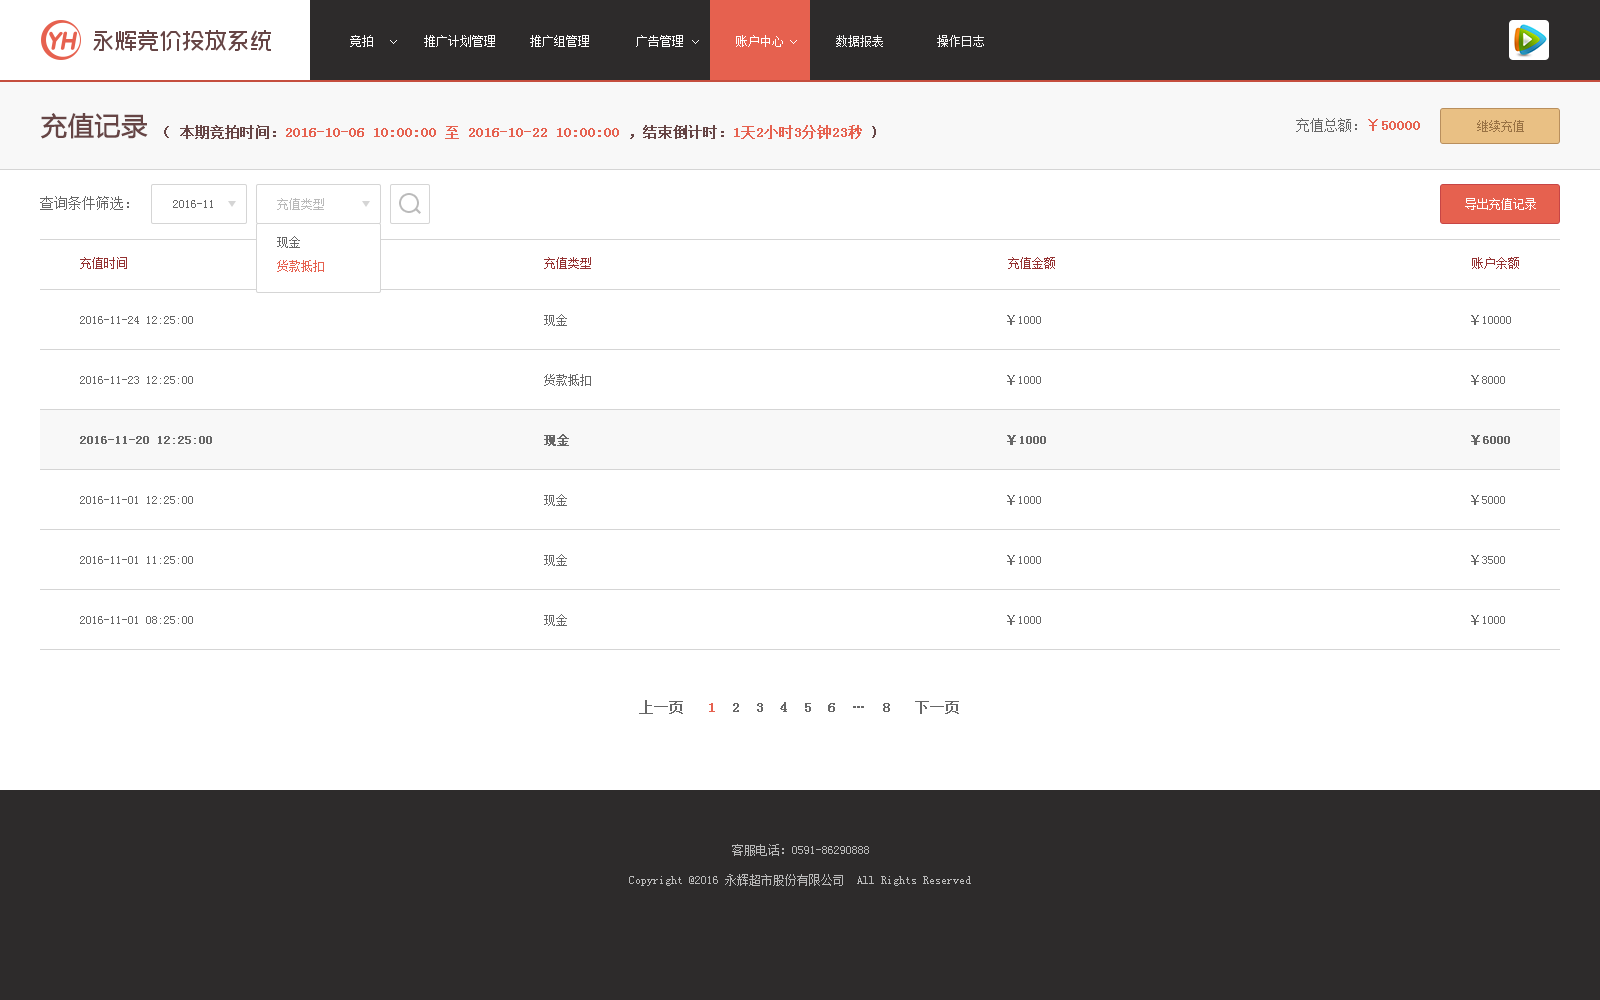 YH 永辉竞价投放系统 竞拍 推广计划管理 推广组管理 广告管理 账户中心 数据报表 操作日志
充值记录 ( 本期竞拍时间：2016-10-06 10:00:00 至 2016-10-22 10:00:00 ，结束倒计时：1天2小时3分钟23秒 ) 充值总额：￥50000 继续充值
查询条件筛选： 2016-11 充值类型 导出充值记录
现金
货款抵扣
充值时间 充值类型 充值金额 账户余额
2016-11-24 12:25:00 现金 ￥1000 ￥10000
2016-11-23 12:25:00 货款抵扣 ￥1000 ￥8000
2016-11-20 12:25:00 现金 ￥1000 ￥6000
2016-11-01 12:25:00 现金 ￥1000 ￥5000
2016-11-01 11:25:00 现金 ￥1000 ￥3500
2016-11-01 08:25:00 现金 ￥1000 ￥1000
上一页 1 2 3 4 5 6 … 8 下一页
客服电话：0591-86290888
Copyright @2016 永辉超市股份有限公司 All Rights Reserved